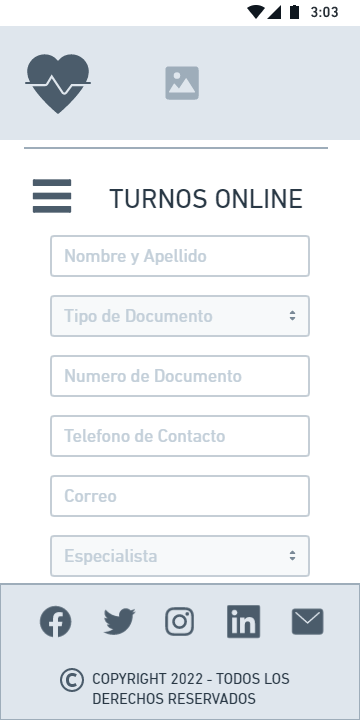 3:03
TURNOS ONLINE
Nombre y Apellido
Tipo de Documento
Numero de Documento
Telefono de Contacto
Correo
Especialista
© COPYRIGHT 2022 - TODOS LOS
DERECHOS RESERVADOS